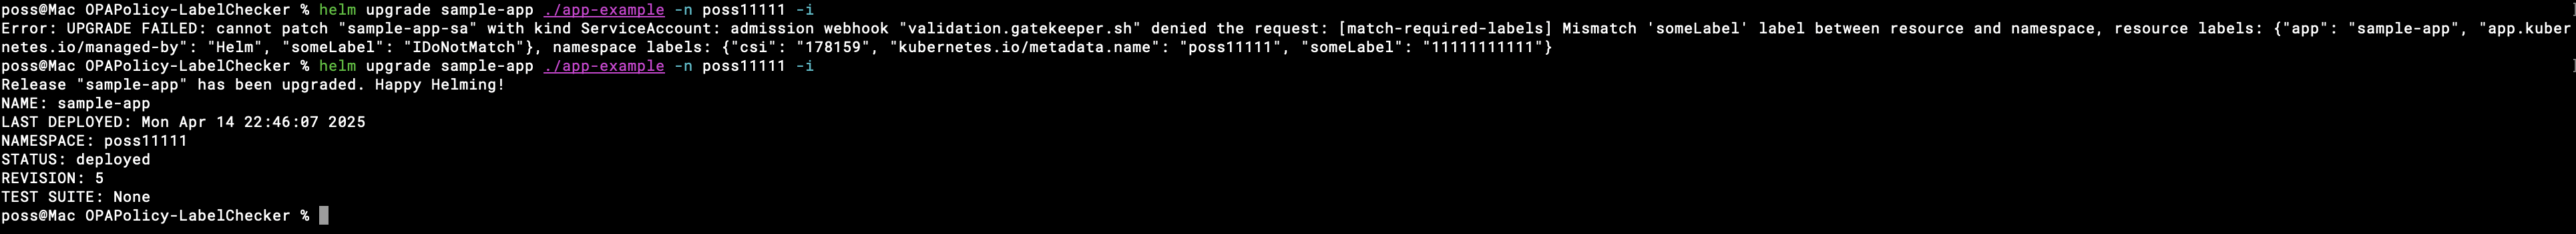 poss@Mac OPAPolicy-LabelChecker % helm upgrade sample-app ./app-example -n poss11111 -i
Error: UPGRADE FAILED: cannot patch "sample-app-sa" with kind ServiceAccount: admission webhook "validation.gatekeeper.sh" denied the request: [match-required-labels] Mismatch 'someLabel' label between resource and namespace, resource labels: {"app": "sample-app", "app.kuber
netes.io/managed-by": "Helm", "someLabel": "IDoNotMatch"}, namespace labels: {"csi": "178159", "kubernetes.io/metadata.name": "poss11111", "someLabel": "11111111111"}
poss@Mac OPAPolicy-LabelChecker % helm upgrade sample-app ./app-example -n poss11111 -i
Release "sample-app" has been upgraded. Happy Helming!
NAME: sample-app
LAST DEPLOYED: Mon Apr 14 22:46:07 2025
NAMESPACE: poss11111
STATUS: deployed
REVISION: 5
TEST SUITE: None
poss@Mac OPAPolicy-LabelChecker %